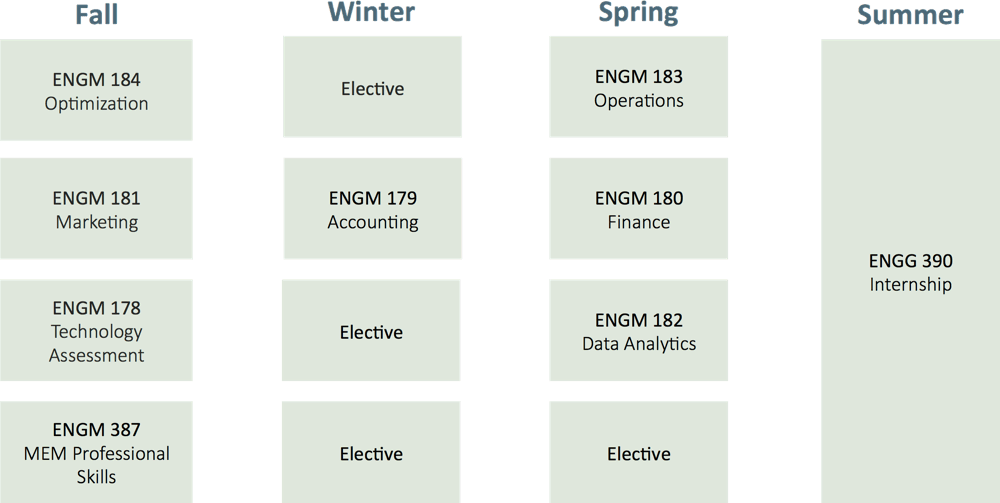 Fall
Winter
Spring
Summer
ENGM 184
Optimization
Elective
ENGM 183
Operations
ENGM 181
Marketing
ENGM 179
Accounting
ENGM 180
Finance
ENGG 390
Internship
ENGM 178
Technology
Assessment
Elective
ENGM 182
Data Analytics
ENGM 387
MEM Professional
Skills
Elective
Elective